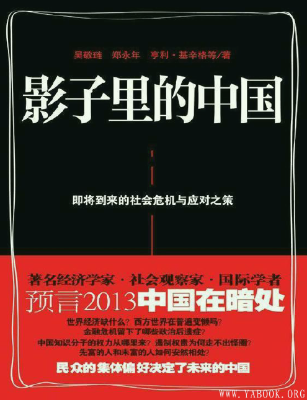 吴敬琏 郑永年 亨利·基辛格等/著
影子里的中国
即将到来的社会危机与应对之策
著名经济学家·社会观察家·国际学者
预言2013中国在暗处
世界经济缺什么？西方世界在普遍变侧吗？
金融危机留下了哪些政治后遗症？
中国知识分子的权力从哪里来？遏制权贵为何走不出怪圈？
先富的人和未富的人如何安然相处？
民众的集体偏好决定了未来的中国
WWW.YABOOK.ORG